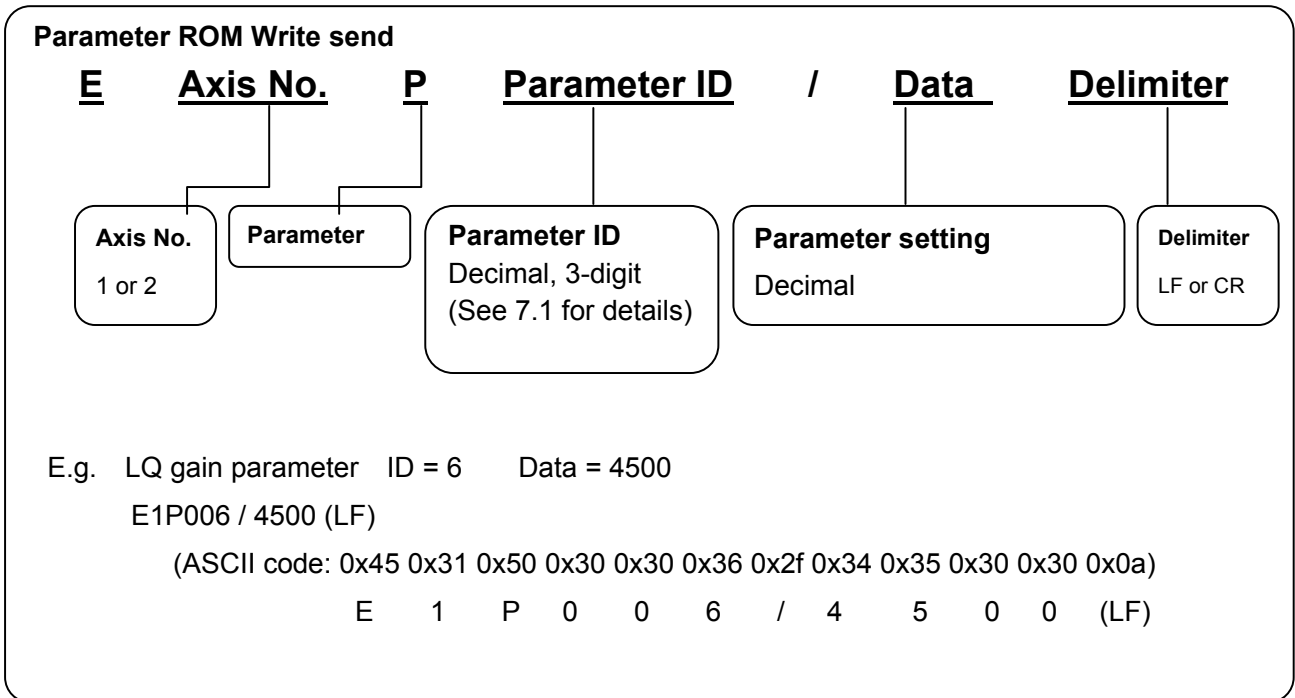 Parameter ROM Write send
E Axis No. P Parameter ID / Data Delimiter
Axis No.
1 or 2
Parameter
Parameter ID
Decimal, 3-digit
(See 7.1 for details)
Parameter setting
Decimal
Delimiter
LF or CR
E.g. LQ gain parameter ID = 6 Data = 4500
E1P006 / 4500 (LF)
(ASCII code: 0x45 0x31 0x50 0x30 0x30 0x36 0x2f 0x34 0x35 0x30 0x30 0x0a)
E 1 P 0 0 6 / 4 5 0 0 (LF)